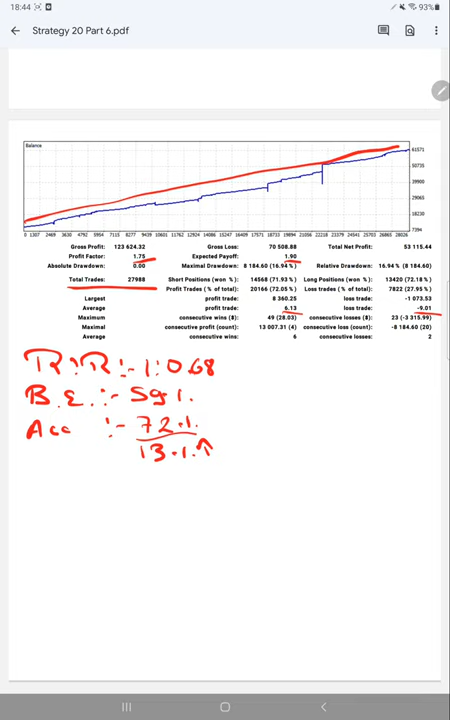 18:44 93%
Strategy 20 Part 6.pdf
Balance
61571
50735
39900
29065
18230
7394
0 1307 2469 3630 4792 5954 7115 8277 9439 10601 12762 12924 14086 15248 16409 17571 18733 19894 21056 22218 23379 24541 25703 26865 28026
Gross Profit: 123 624.32 Gross Loss: 70 508.88 Total Net Profit: 53 115.44
Profit Factor: 1.75 Expected Payoff: 1.90
Absolute Drawdown: 0.00 Maximal Drawdown: 8 184.60 (16.94 %) Relative Drawdown: 16.94 % (8 184.60)
Total Trades: 27988 Short Positions (won %): 14568 (71.93 %) Long Positions (won %): 13420 (72.18 %)
Profit Trades (% of total): 20166 (72.05 %) Loss trades (% of total): 7822 (27.95 %)
Largest profit trade: 8 360.25 loss trade: -1 073.53
Average profit trade: 6.13 loss trade: -9.01
Maximum consecutive wins ($): 49 (28.03) consecutive losses ($): 23 (-3 315.99)
Maximal consecutive profit (count): 13 007.31 (4) consecutive loss (count): -8 184.60 (20)
Average consecutive wins: 6 consecutive losses: 2
R:R :- 1:0.68
B.E. :- 59%.
Acc :- 72%.
13%.↑